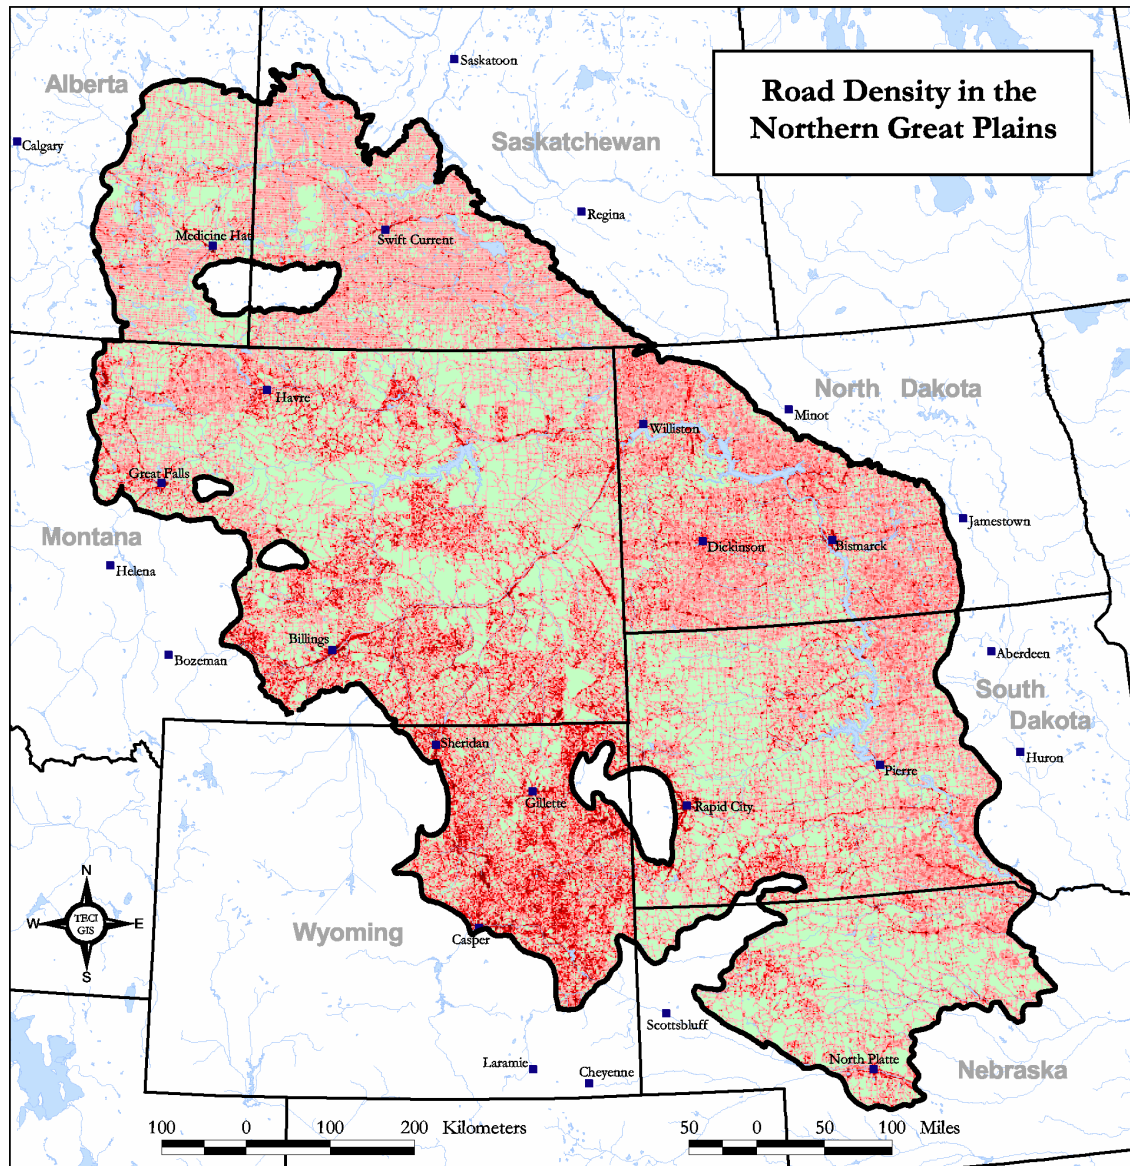 Road Density in the
Northern Great Plains
Saskatoon
Alberta
Calgary
Saskatchewan
Regina
Medicine Hat
Swift Current
North Dakota
Minot
Havre
Williston
Great Falls
Jamestown
Montana
Dickinson
Bismarck
Helena
Billings
Bozeman
Aberdeen
South
Dakota
Sheridan
Huron
Pierre
Gillette
Rapid City
N
W
TECI
GIS
E
S
Wyoming
Casper
Scottsbluff
North Platte
Laramie
Cheyenne
Nebraska
100 0 100 200 Kilometers
50 0 50 100 Miles